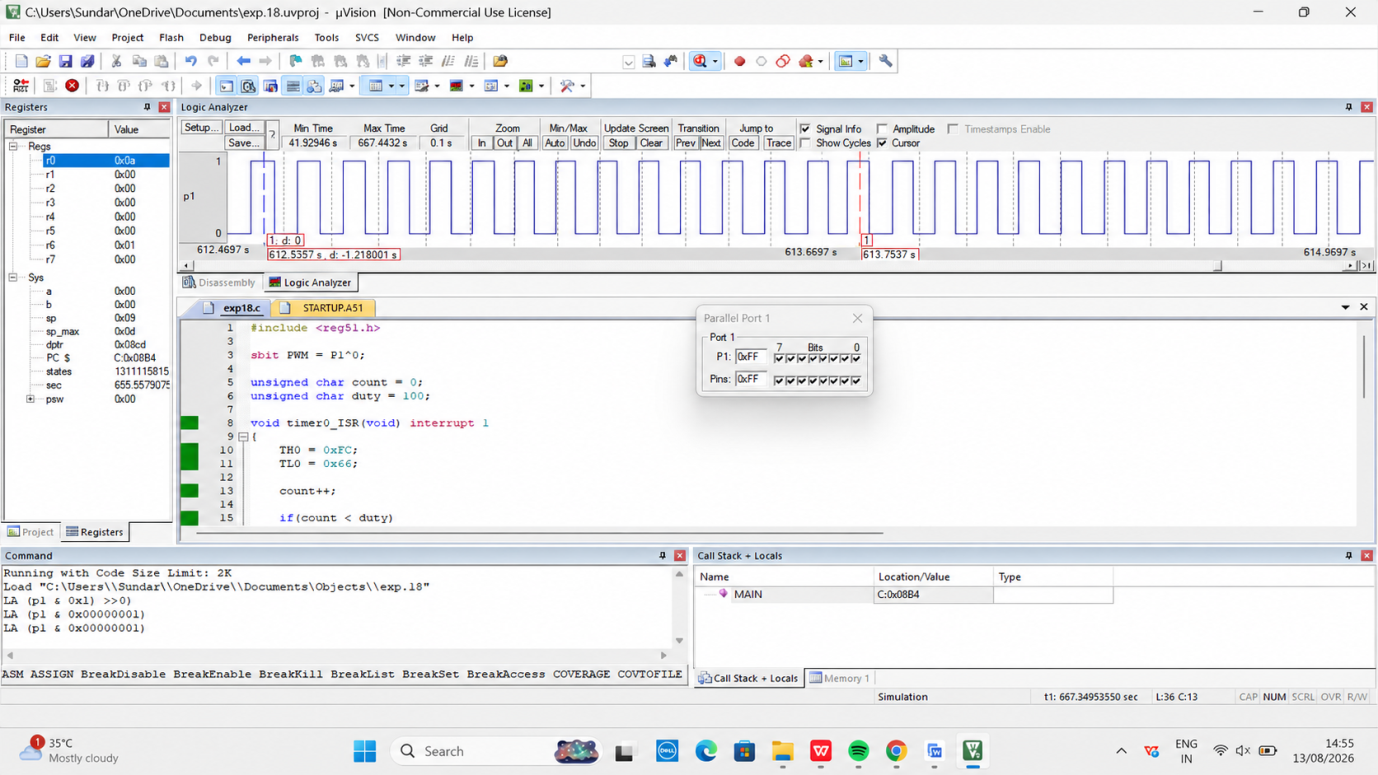 C:\Users\Sundar\OneDrive\Documents\exp.18.uvproj - µVision [Non-Commercial Use License]
File Edit View Project Flash Debug Peripherals Tools SVCS Window Help
Registers
Register Value
Regs
r0 0x0a
r1 0x00
r2 0x00
r3 0x00
r4 0x00
r5 0x00
r6 0x01
r7 0x00
Sys
a 0x00
b 0x00
sp 0x09
sp_max 0x0d
dptr 0x08cd
PC $ C:0x08B4
states 1311115815
sec 655.5579075
psw 0x00
Project Registers
Logic Analyzer
Setup... Load... Min Time Max Time Grid Zoom Min/Max Update Screen Transition Jump to Signal Info Amplitude Timestamps Enable
Save... ? 41.92946 s 667.4432 s 0.1 s In Out All Auto Undo Stop Clear Prev Next Code Trace Show Cycles Cursor
1
p1
0
1, d: 0 1
612.4697 s 612.5357 s, d: -1.218001 s 613.6697 s 613.7537 s 614.9697 s
Disassembly Logic Analyzer
exp18.c STARTUP.A51
1 #include <reg51.h>
2
3 sbit PWM = P1^0;
4
5 unsigned char count = 0;
6 unsigned char duty = 100;
7
8 void timer0_ISR(void) interrupt 1
9 {
10 TH0 = 0xFC;
11 TL0 = 0x66;
12
13 count++;
14
15 if(count < duty)
Parallel Port 1
Port 1
7 Bits 0
P1: 0xFF
Pins: 0xFF
Command
Running with Code Size Limit: 2K
Load "C:\\Users\\Sundar\\OneDrive\\Documents\\Objects\\exp.18"
LA (p1 & 0x1) >>0)
LA (p1 & 0x00000001)
LA (p1 & 0x00000001)
ASM ASSIGN BreakDisable BreakEnable BreakKill BreakList BreakSet BreakAccess COVERAGE COVTOFILE
Call Stack + Locals
Name Location/Value Type
MAIN C:0x08B4
Call Stack + Locals Memory 1
Simulation t1: 667.34953550 sec L:36 C:13 CAP NUM SCRL OVR R/W
1
35°C
Mostly cloudy
Search
DELL
W
ENG
IN
14:55
13/08/2026